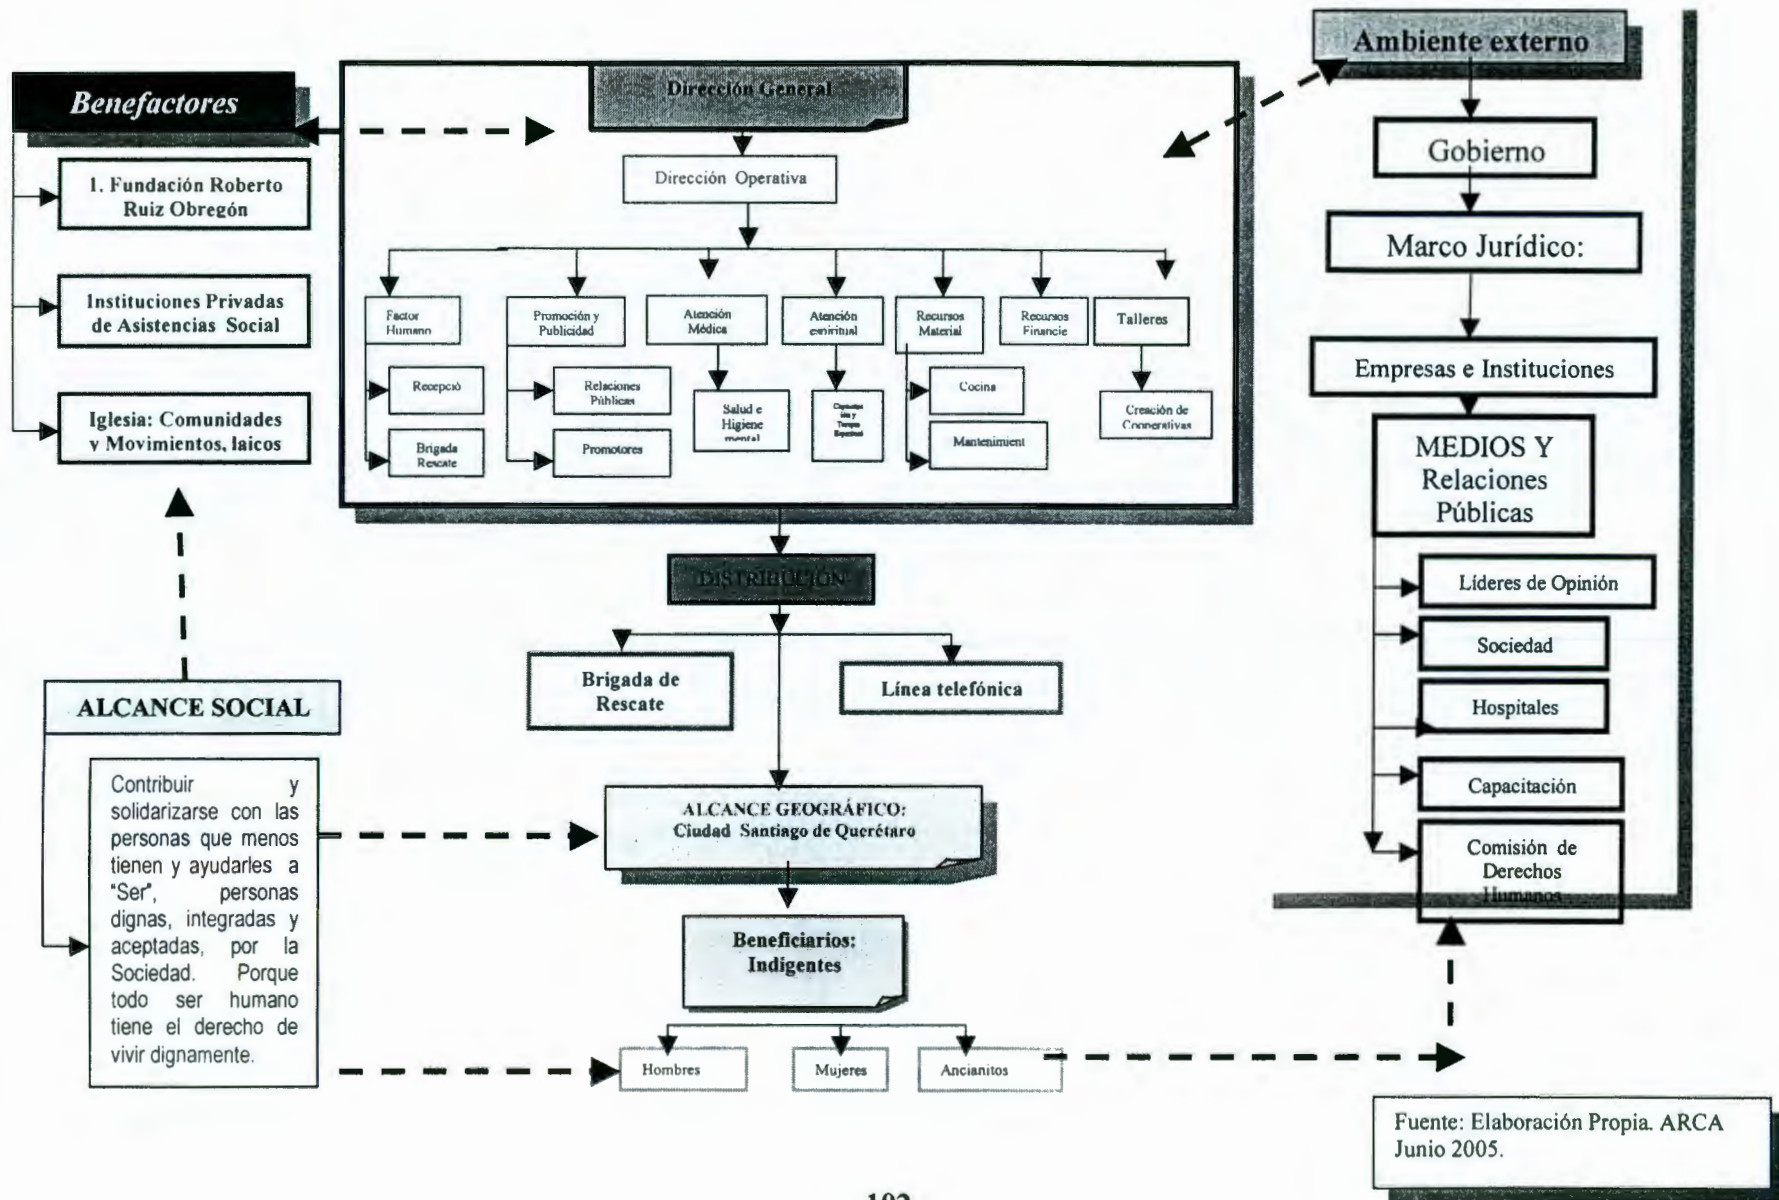 Benefactores
1. Fundación Roberto
Ruiz Obregón
Instituciones Privadas
de Asistencias Social
Iglesia: Comunidades
y Movimientos, laicos
ALCANCE SOCIAL
Contribuir y
solidarizarse con las
personas que menos
tienen y ayudarles a
"Ser", personas
dignas, integradas y
aceptadas, por la
Sociedad. Porque
todo ser humano
tiene el derecho de
vivir dignamente.
Dirección General
Dirección Operativa
Factor
Humano
Recepció
Brigada
Rescate
Promoción y
Publicidad
Relaciones
Públicas
Promotores
Atención
Médica
Salud e
Higiene
mental
Atención
espiritual
Terapia
Espiritual
Recursos
Material
Cocina
Mantenimient
Recursos
Financie
Talleres
Creación de
Cooperativas
DISTRIBUCIÓN
Brigada de
Rescate
Línea telefónica
ALCANCE GEOGRÁFICO:
Ciudad Santiago de Querétaro
Beneficiarios:
Indigentes
Hombres
Mujeres
Ancianitos
Ambiente externo
Gobierno
Marco Jurídico:
Empresas e Instituciones
MEDIOS Y
Relaciones
Públicas
Líderes de Opinión
Sociedad
Hospitales
Capacitación
Comisión de
Derechos
Humanos
Fuente: Elaboración Propia. ARCA
Junio 2005.